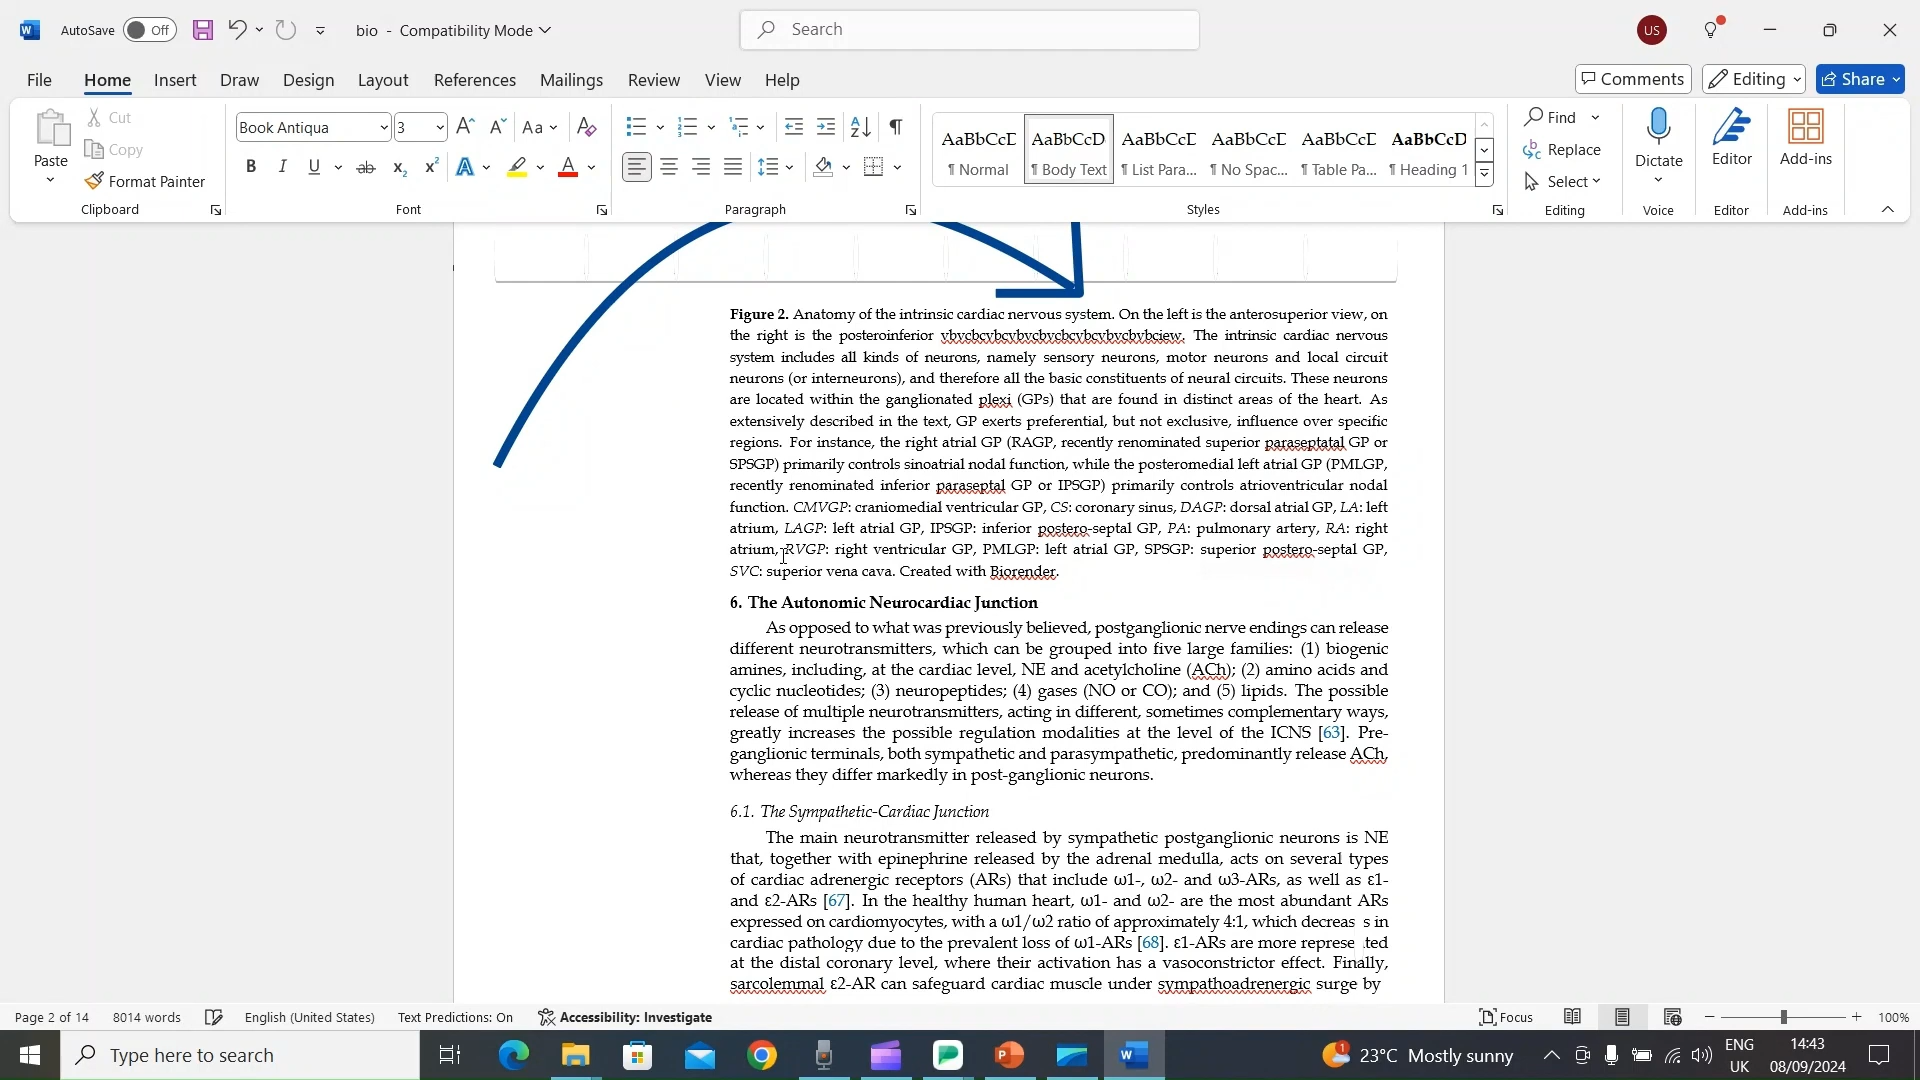 AutoSave Off bio - Compatibility Mode Search US
File Home Insert Draw Design Layout References Mailings Review View Help Comments Editing Share
Paste Cut Copy Format Painter Clipboard
Book Antiqua 3 Aa Font
Paragraph
AaBbCcE AaBbCcD AaBbCcE AaBbCcE AaBbCcE AaBbCcD
¶ Normal ¶ Body Text ¶ List Para... ¶ No Spac... ¶ Table Pa... ¶ Heading 1
Styles
Find Replace Select Editing
Dictate Voice
Editor Editor
Add-ins Add-ins
Figure 2. Anatomy of the intrinsic cardiac nervous system. On the left is the anterosuperior view, on
the right is the posteroinferior vbvcbcvbcvbvcbvcbcvbcvbvcbvbciew. The intrinsic cardiac nervous
system includes all kinds of neurons, namely sensory neurons, motor neurons and local circuit
neurons (or interneurons), and therefore all the basic constituents of neural circuits. These neurons
are located within the ganglionated plexi (GPs) that are found in distinct areas of the heart. As
extensively described in the text, GP exerts preferential, but not exclusive, influence over specific
regions. For instance, the right atrial GP (RAGP, recently renominated superior paraseptatal GP or
SPSGP) primarily controls sinoatrial nodal function, while the posteromedial left atrial GP (PMLGP,
recently renominated inferior paraseptal GP or IPSGP) primarily controls atrioventricular nodal
function. CMVGP: craniomedial ventricular GP, CS: coronary sinus, DAGP: dorsal atrial GP, LA: left
atrium, LAGP: left atrial GP, IPSGP: inferior postero-septal GP, PA: pulmonary artery, RA: right
atrium, RVGP: right ventricular GP, PMLGP: left atrial GP, SPSGP: superior postero-septal GP,
SVC: superior vena cava. Created with Biorender.
6. The Autonomic Neurocardiac Junction
As opposed to what was previously believed, postganglionic nerve endings can release
different neurotransmitters, which can be grouped into five large families: (1) biogenic
amines, including, at the cardiac level, NE and acetylcholine (ACh); (2) amino acids and
cyclic nucleotides; (3) neuropeptides; (4) gases (NO or CO); and (5) lipids. The possible
release of multiple neurotransmitters, acting in different, sometimes complementary ways,
greatly increases the possible regulation modalities at the level of the ICNS [63]. Pre-
ganglionic terminals, both sympathetic and parasympathetic, predominantly release ACh,
whereas they differ markedly in post-ganglionic neurons.
6.1. The Sympathetic-Cardiac Junction
The main neurotransmitter released by sympathetic postganglionic neurons is NE
that, together with epinephrine released by the adrenal medulla, acts on several types
of cardiac adrenergic receptors (ARs) that include ω1-, ω2- and ω3-ARs, as well as ε1-
and ε2-ARs [67]. In the healthy human heart, ω1- and ω2- are the most abundant ARs
expressed on cardiomyocytes, with a ω1/ω2 ratio of approximately 4:1, which decreas s in
cardiac pathology due to the prevalent loss of ω1-ARs [68]. ε1-ARs are more represe ted
at the distal coronary level, where their activation has a vasoconstrictor effect. Finally,
sarcolemmal ε2-AR can safeguard cardiac muscle under sympathoadrenergic surge by
Page 2 of 14 8014 words English (United States) Text Predictions: On Accessibility: Investigate Focus 100%
Type here to search 23°C Mostly sunny ENG UK 14:43 08/09/2024